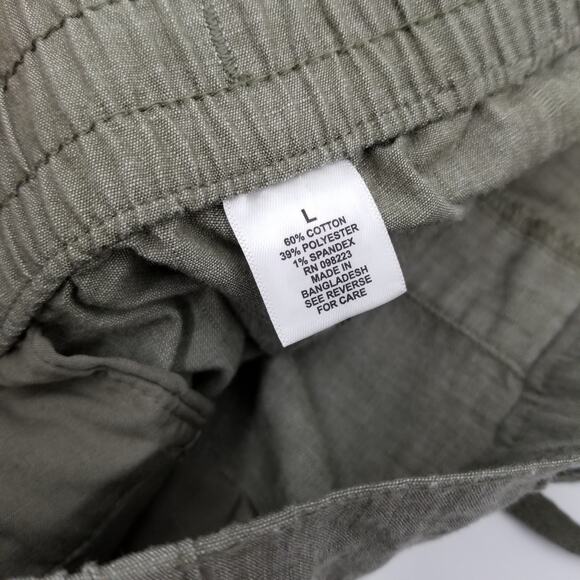 L
60% COTTON
39% POLYESTER
1% SPANDEX
RN 098223
MADE IN
BANGLADESH
SEE REVERSE
FOR CARE